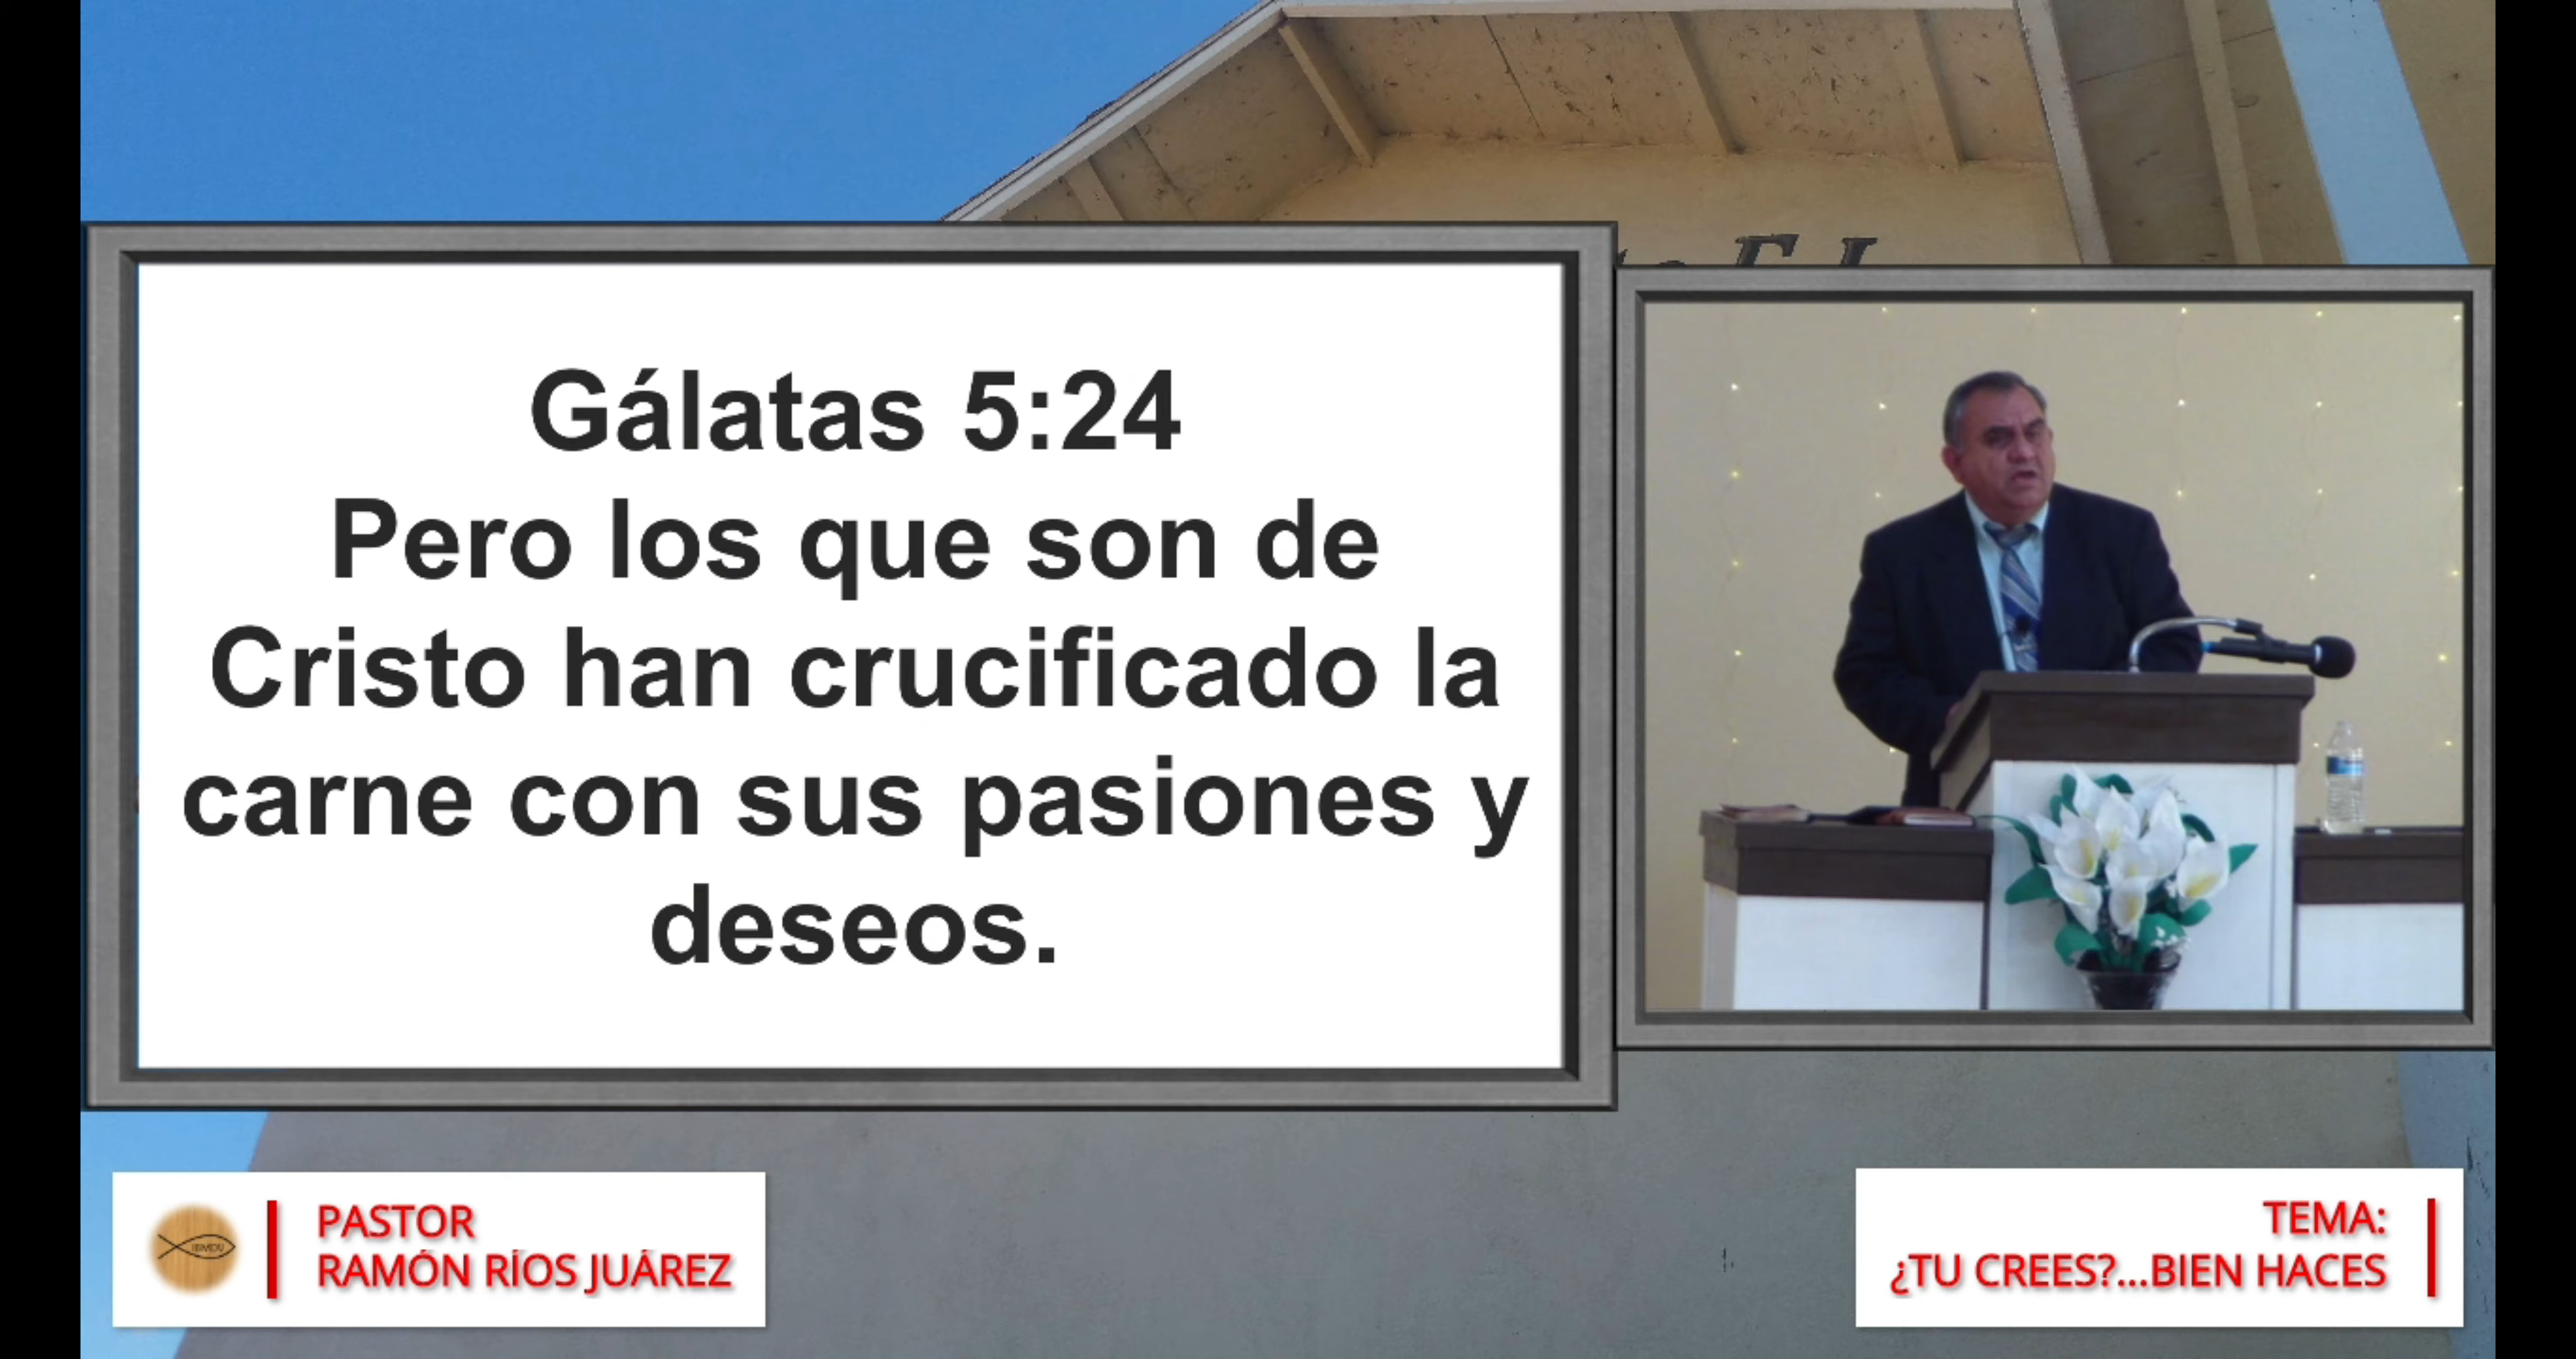 Gálatas 5:24
Pero los que son de
Cristo han crucificado la
carne con sus pasiones y
deseos.
PASTOR
RAMÓN RÍOS JUÁREZ
TEMA:
¿TU CREES?...BIEN HACES